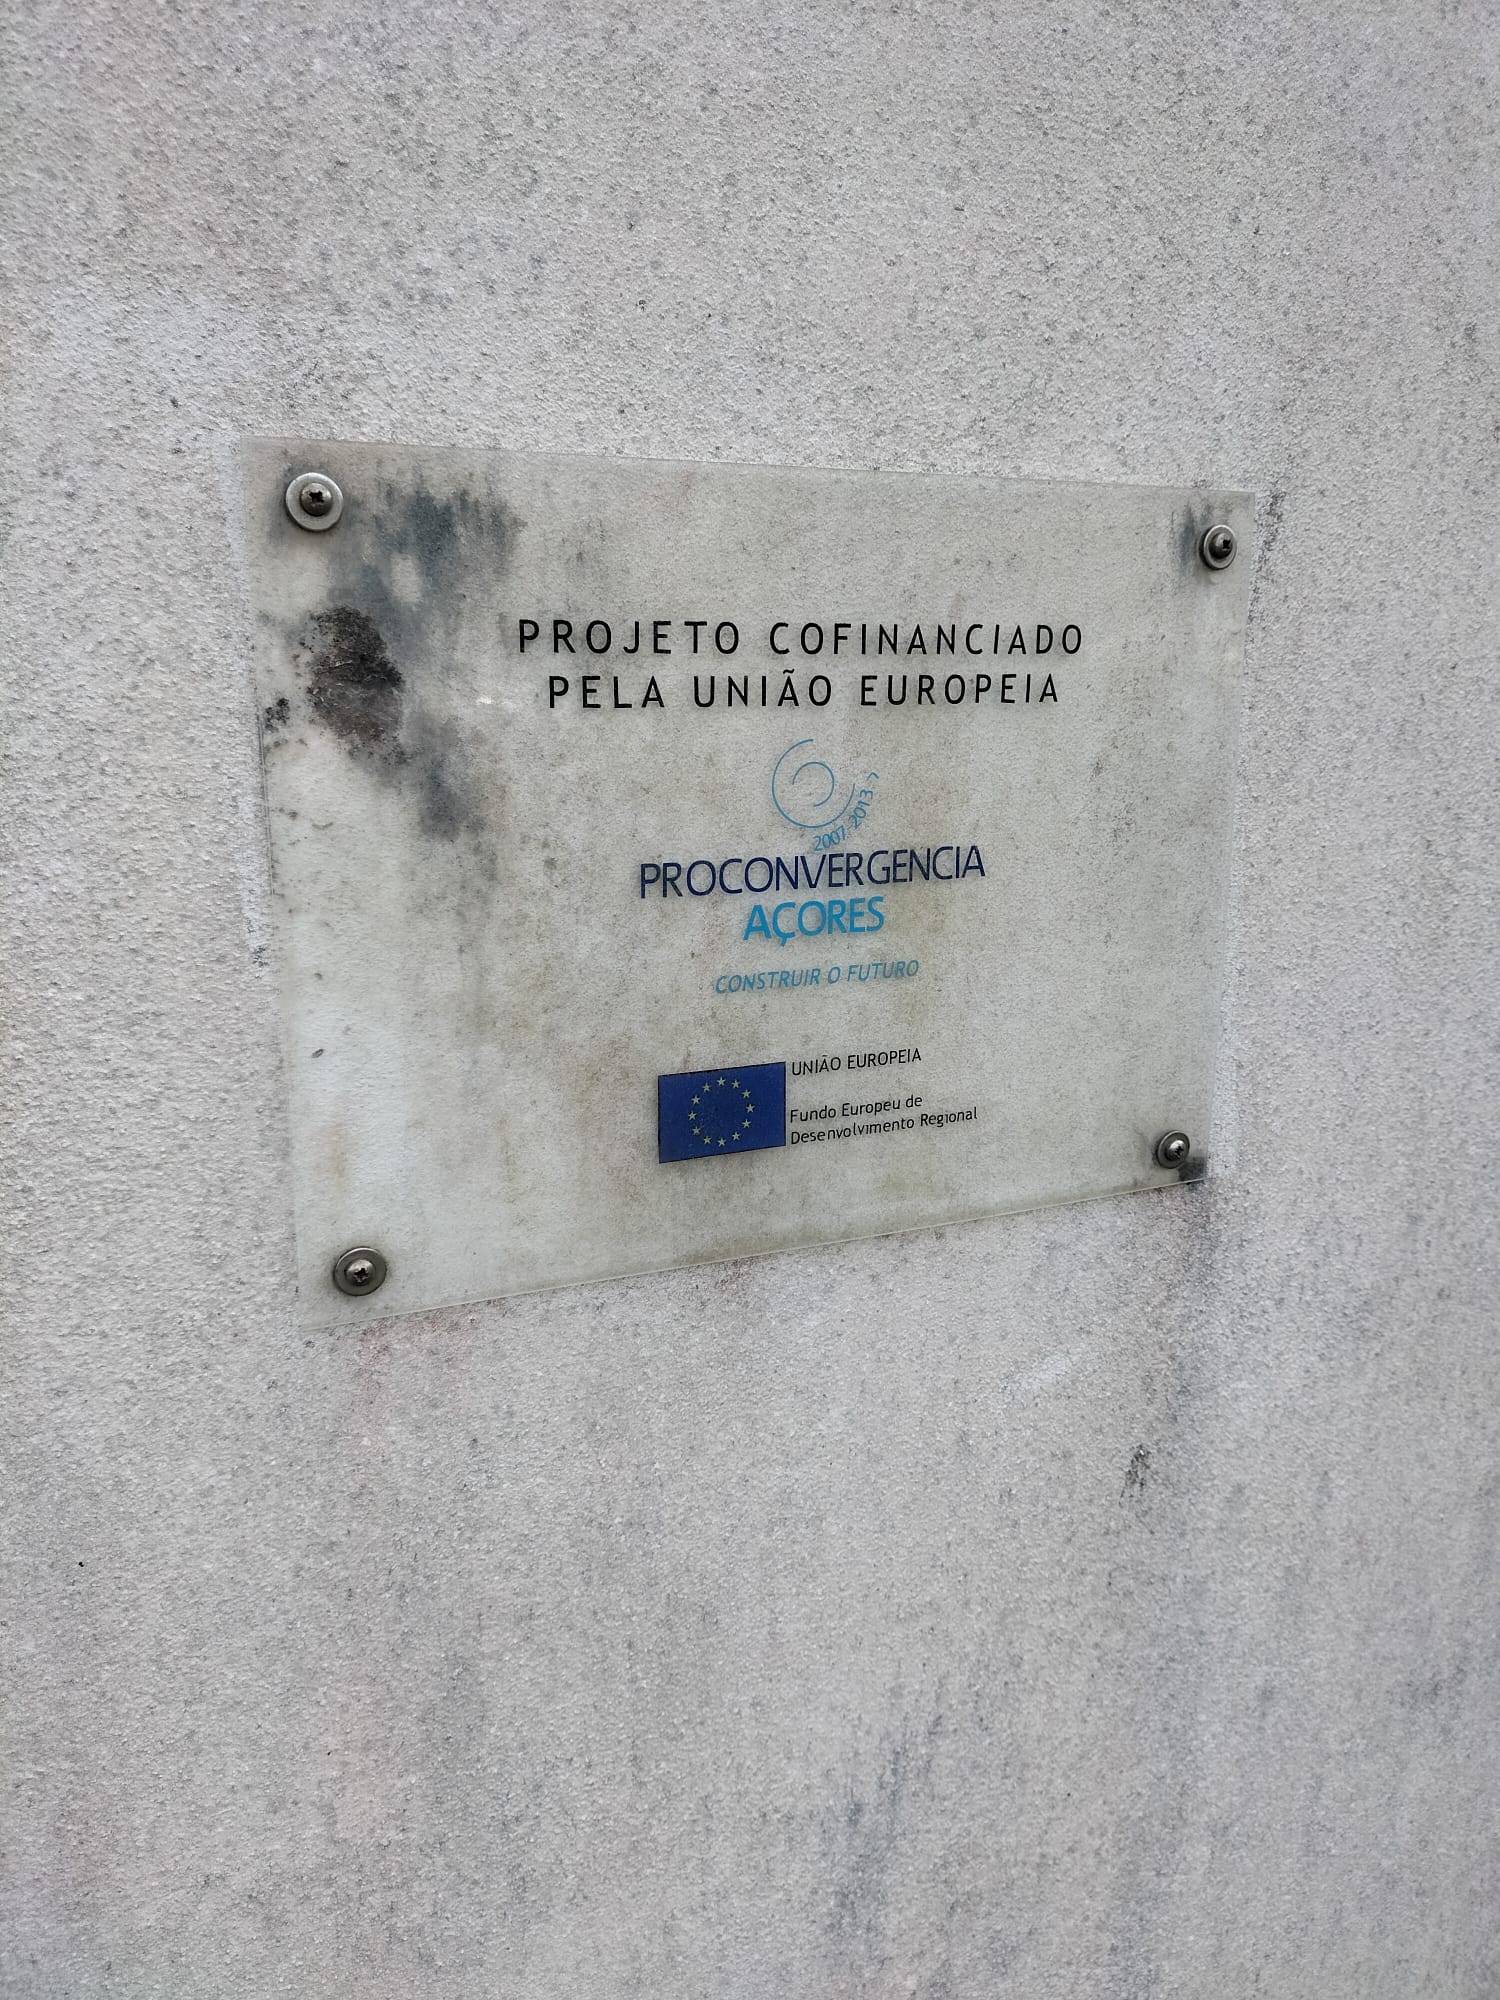 PROJETO COFINANCIADO
PELA UNIÃO EUROPEIA
2007-2013
PROCONVERGENCIA
AÇORES
CONSTRUIR O FUTURO
UNIÃO EUROPEIA
Fundo Europeu de
Desenvolvimento Regional